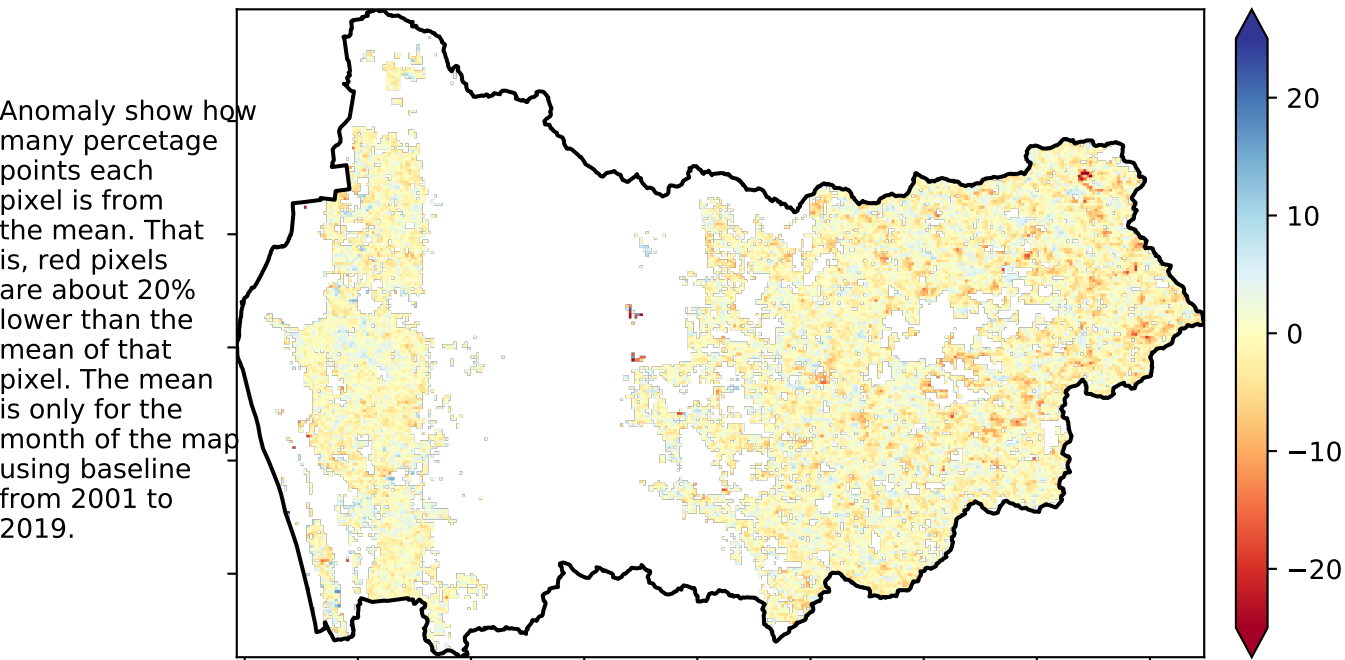 Anomaly show how
many percetage
points each
pixel is from
the mean. That
is, red pixels
are about 20%
lower than the
mean of that
pixel. The mean
is only for the
month of the map
using baseline
from 2001 to
2019.
20
10
0
−10
−20